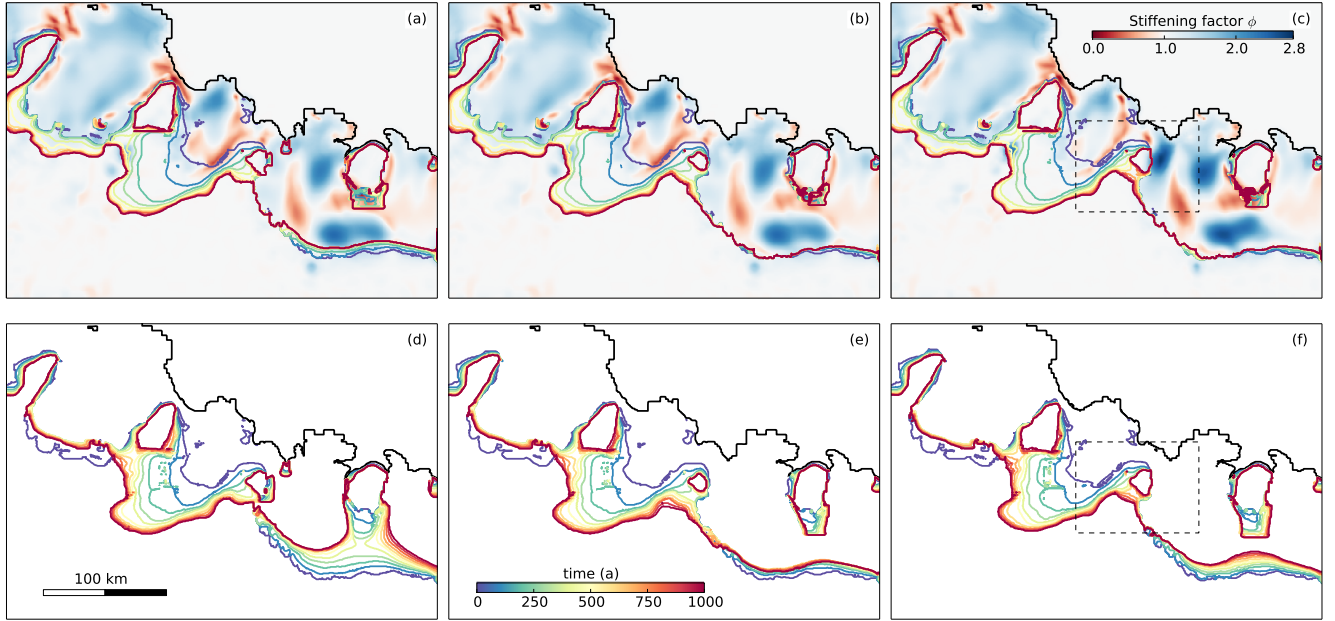 (a)
(b)
(c)
Stiffening factor ϕ
0.0 1.0 2.0 2.8
(d)
(e)
(f)
100 km
time (a)
0 250 500 750 1000